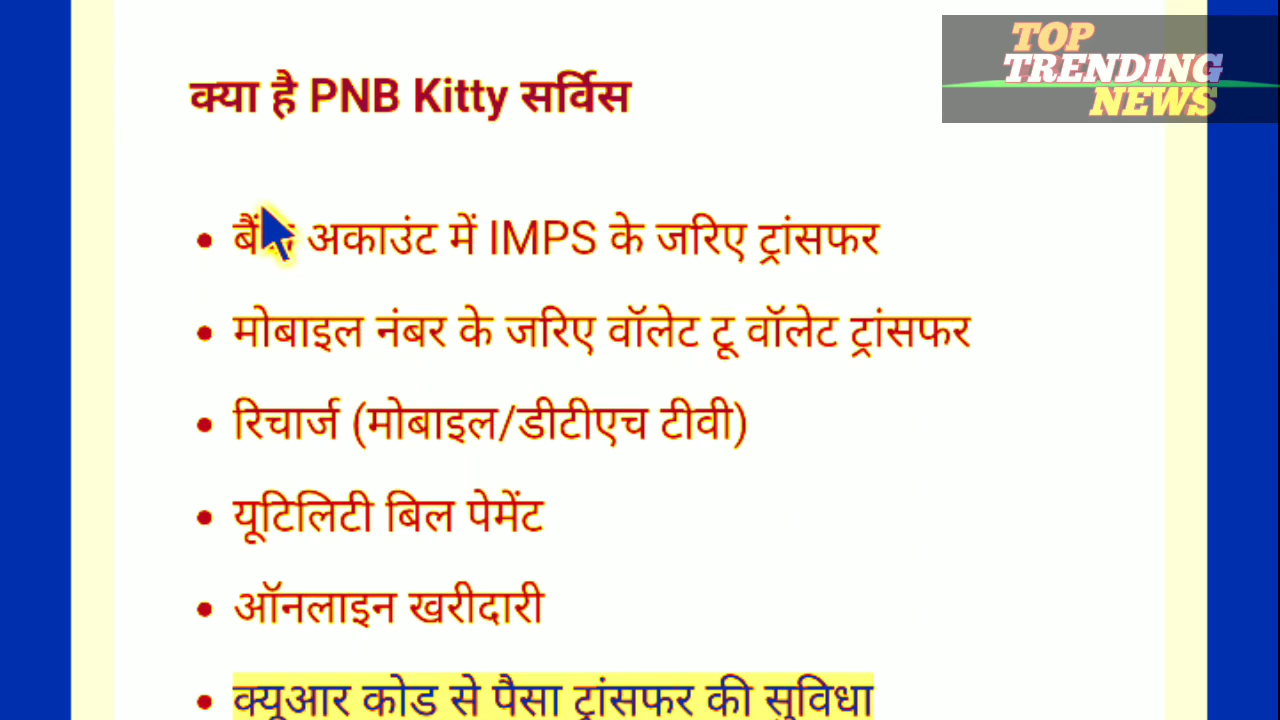 TOP
TRENDING
NEWS
क्या है PNB Kitty सर्विस
अकाउंट में IMPS के जरिए ट्रांसफर
मोबाइल नंबर के जरिए वॉलेट टू वॉलेट ट्रांसफर
रिचार्ज (मोबाइल/डीटीएच टीवी)
यूटिलिटी बिल पेमेंट
ऑनलाइन खरीदारी
क्यूआर कोड से पैसा ट्रांसफर की सुविधा